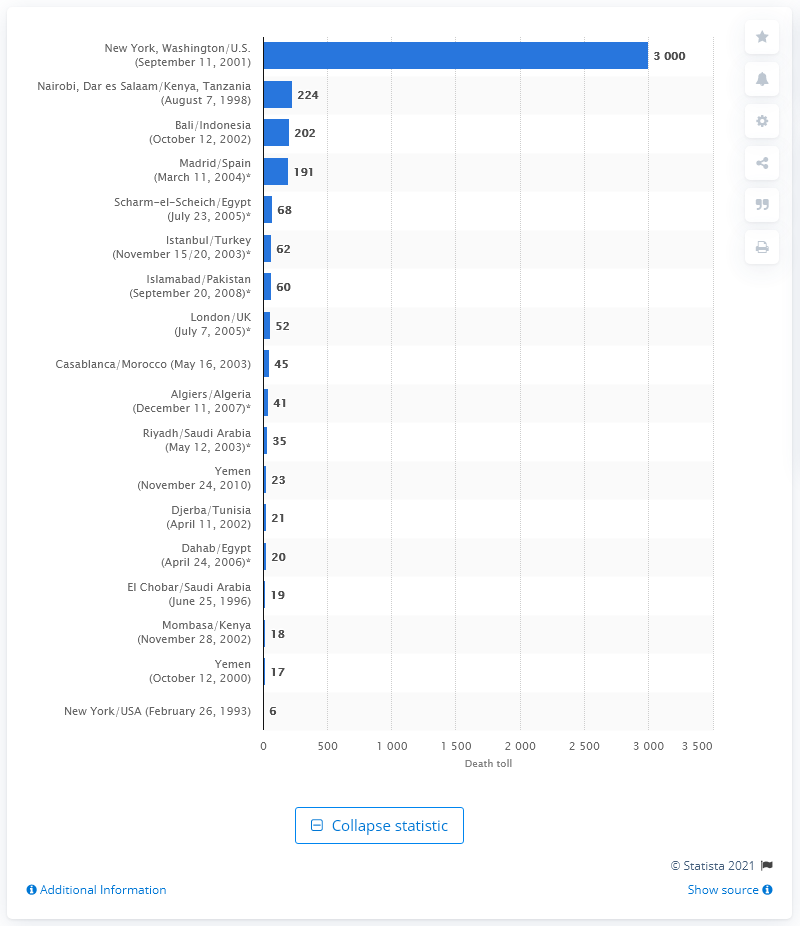 New York, Washington/U.S.
(September 11, 2001)
3 000
Nairobi, Dar es Salaam/Kenya, Tanzania
(August 7, 1998)
224
Bali/Indonesia
(October 12, 2002)
202
Madrid/Spain
(March 11, 2004)*
191
Scharm-el-Scheich/Egypt
(July 23, 2005)*
68
Istanbul/Turkey
(November 15/20, 2003)*
62
Islamabad/Pakistan
(September 20, 2008)*
60
London/UK
(July 7, 2005)*
52
Casablanca/Morocco (May 16, 2003)
45
Algiers/Algeria
(December 11, 2007)*
41
Riyadh/Saudi Arabia
(May 12, 2003)*
35
Yemen
(November 24, 2010)
23
Djerba/Tunisia
(April 11, 2002)
21
Dahab/Egypt
(April 24, 2006)*
20
El Chobar/Saudi Arabia
(June 25, 1996)
19
Mombasa/Kenya
(November 28, 2002)
18
Yemen
(October 12, 2000)
17
New York/USA (February 26, 1993)
6
0 500 1 000 1 500 2 000 2 500 3 000 3 500
Death toll
Collapse statistic
© Statista 2021
Additional Information
Show source